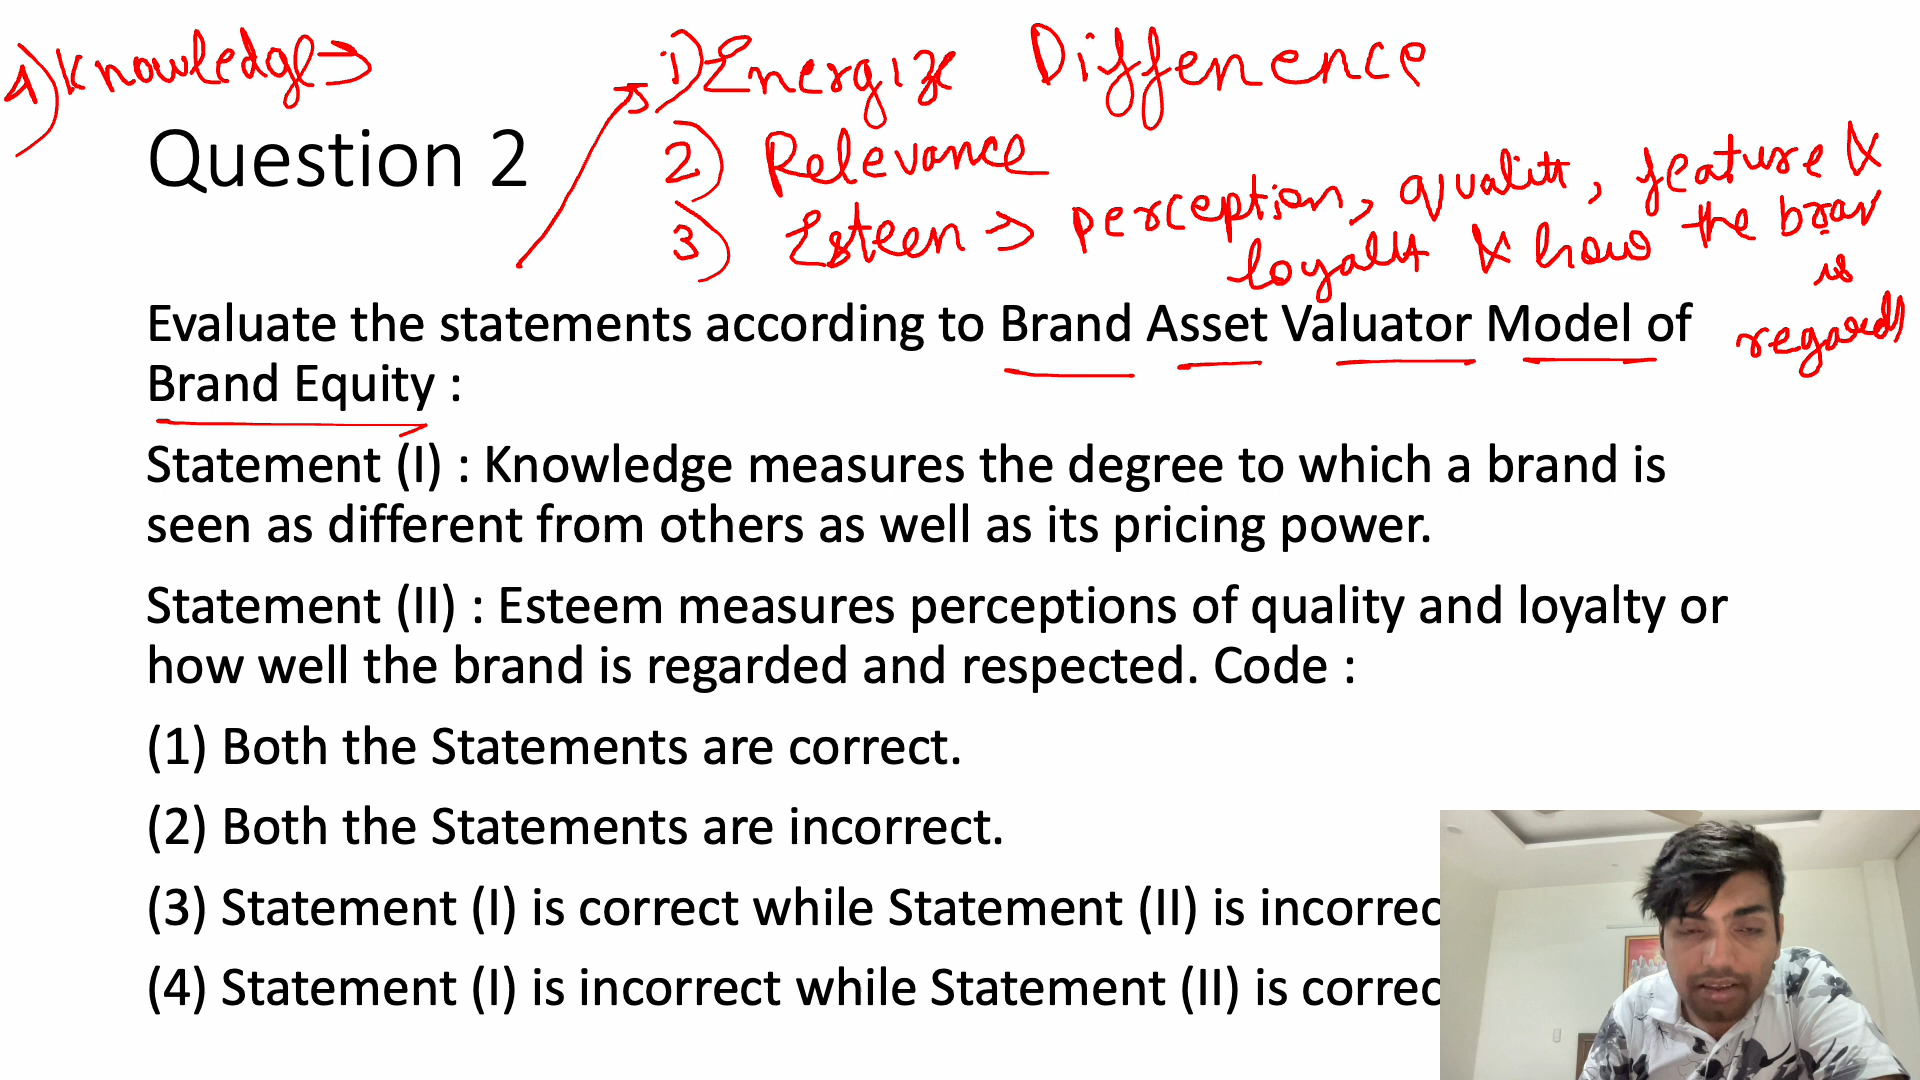 4) Knowledge →
1) Energize Diffenence
2) Relevance
3) Esteen → perception, qualitt, feature &
loyallt & how the bran
is
regards
Question 2
Evaluate the statements according to Brand Asset Valuator Model of
Brand Equity :
Statement (I) : Knowledge measures the degree to which a brand is
seen as different from others as well as its pricing power.
Statement (II) : Esteem measures perceptions of quality and loyalty or
how well the brand is regarded and respected. Code :
(1) Both the Statements are correct.
(2) Both the Statements are incorrect.
(3) Statement (I) is correct while Statement (II) is incorrec
(4) Statement (I) is incorrect while Statement (II) is correc